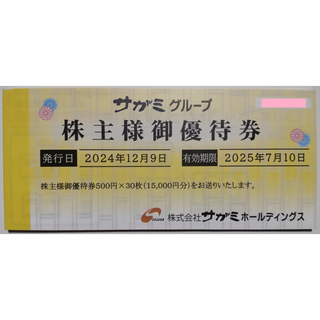 サガミグループ
株主様御優待券
発行日 2024年12月9日 有効期限 2025年7月10日
株主様御優待券500円×30枚(15,000円分)をお送りいたします。
SAGAMI 株式会社サガミホールディングス